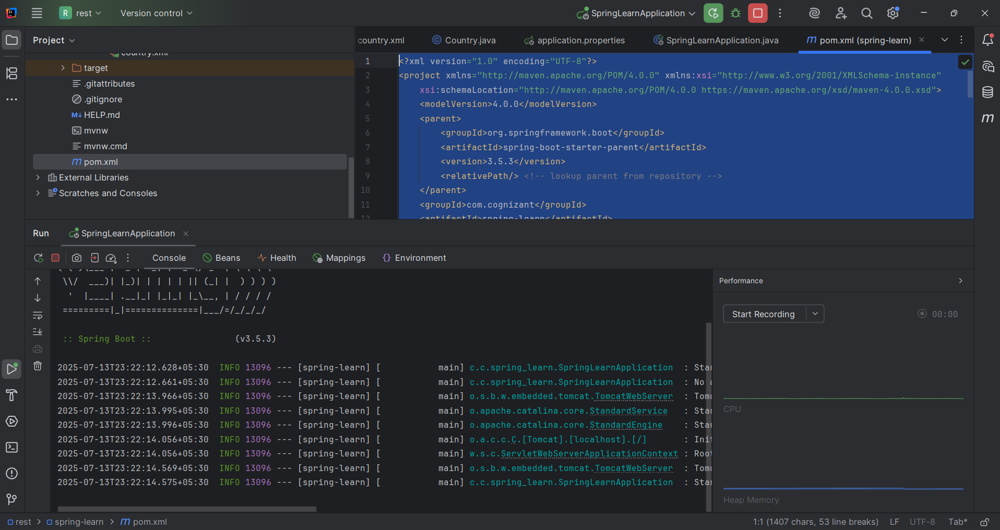 R rest Version control SpringLearnApplication
Project
country.xml
target
.gitattributes
.gitignore
M↓ HELP.md
mvnw
mvnw.cmd
m pom.xml
External Libraries
Scratches and Consoles
country.xml Country.java application.properties SpringLearnApplication.java m pom.xml (spring-learn)
1 <?xml version="1.0" encoding="UTF-8"?>
2 <project xmlns="http://maven.apache.org/POM/4.0.0" xmlns:xsi="http://www.w3.org/2001/XMLSchema-instance"
3 xsi:schemaLocation="http://maven.apache.org/POM/4.0.0 https://maven.apache.org/xsd/maven-4.0.0.xsd">
4 <modelVersion>4.0.0</modelVersion>
5 <parent>
6 <groupId>org.springframework.boot</groupId>
7 <artifactId>spring-boot-starter-parent</artifactId>
8 <version>3.5.3</version>
9 <relativePath/> <!-- lookup parent from repository -->
10 </parent>
11 <groupId>com.cognizant</groupId>
12 <artifactId>spring-learn</artifactId>
Run SpringLearnApplication
Console Beans Health Mappings Environment
\\/  ___)| |_)| | | | | || (_| |  ) ) ) )
'  |____| .__|_| |_|_| |_\__, | / / / /
=========|_|==============|___/=/_/_/_/
:: Spring Boot :: (v3.5.3)
2025-07-13T23:22:12.628+05:30 INFO 13096 --- [spring-learn] [ main] c.c.spring_learn.SpringLearnApplication : Star
2025-07-13T23:22:12.661+05:30 INFO 13096 --- [spring-learn] [ main] c.c.spring_learn.SpringLearnApplication : No a
2025-07-13T23:22:13.966+05:30 INFO 13096 --- [spring-learn] [ main] o.s.b.w.embedded.tomcat.TomcatWebServer : Tomc
2025-07-13T23:22:13.995+05:30 INFO 13096 --- [spring-learn] [ main] o.apache.catalina.core.StandardService : Star
2025-07-13T23:22:13.996+05:30 INFO 13096 --- [spring-learn] [ main] o.apache.catalina.core.StandardEngine : Star
2025-07-13T23:22:14.056+05:30 INFO 13096 --- [spring-learn] [ main] o.a.c.c.C.[Tomcat].[localhost].[/] : Init
2025-07-13T23:22:14.056+05:30 INFO 13096 --- [spring-learn] [ main] w.s.c.ServletWebServerApplicationContext : Root
2025-07-13T23:22:14.569+05:30 INFO 13096 --- [spring-learn] [ main] o.s.b.w.embedded.tomcat.TomcatWebServer : Tomc
2025-07-13T23:22:14.575+05:30 INFO 13096 --- [spring-learn] [ main] c.c.spring_learn.SpringLearnApplication : Star
Performance
Start Recording 00:00
CPU
Heap Memory
rest > spring-learn > m pom.xml 1:1 (1407 chars, 53 line breaks) LF UTF-8 Tab*